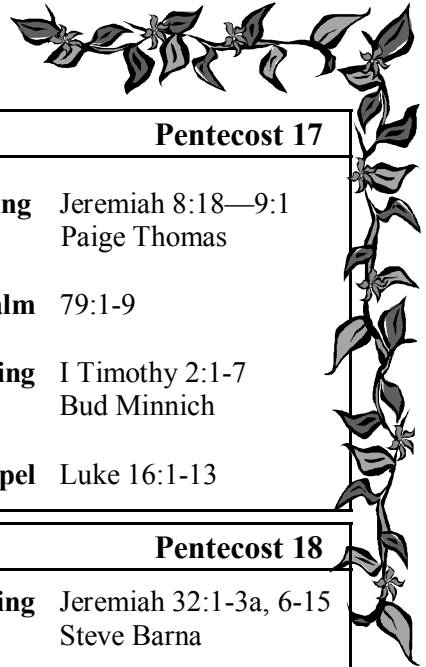 Pentecost 17
ng Jeremiah 8:18—9:1
Paige Thomas
lm 79:1-9
ing I Timothy 2:1-7
Bud Minnich
pel Luke 16:1-13
Pentecost 18
ing Jeremiah 32:1-3a, 6-15
Steve Barna